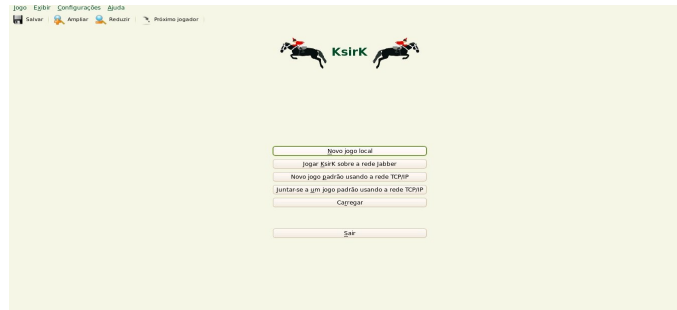 Jogo Exibir Configurações Ajuda
Salvar Ampliar Reduzir Próximo jogador
KsirK
Novo jogo local
Jogar KsirK sobre a rede Jabber
Novo jogo padrão usando a rede TCP/IP
Juntar-se a um jogo padrão usando a rede TCP/IP
Carregar
Sair